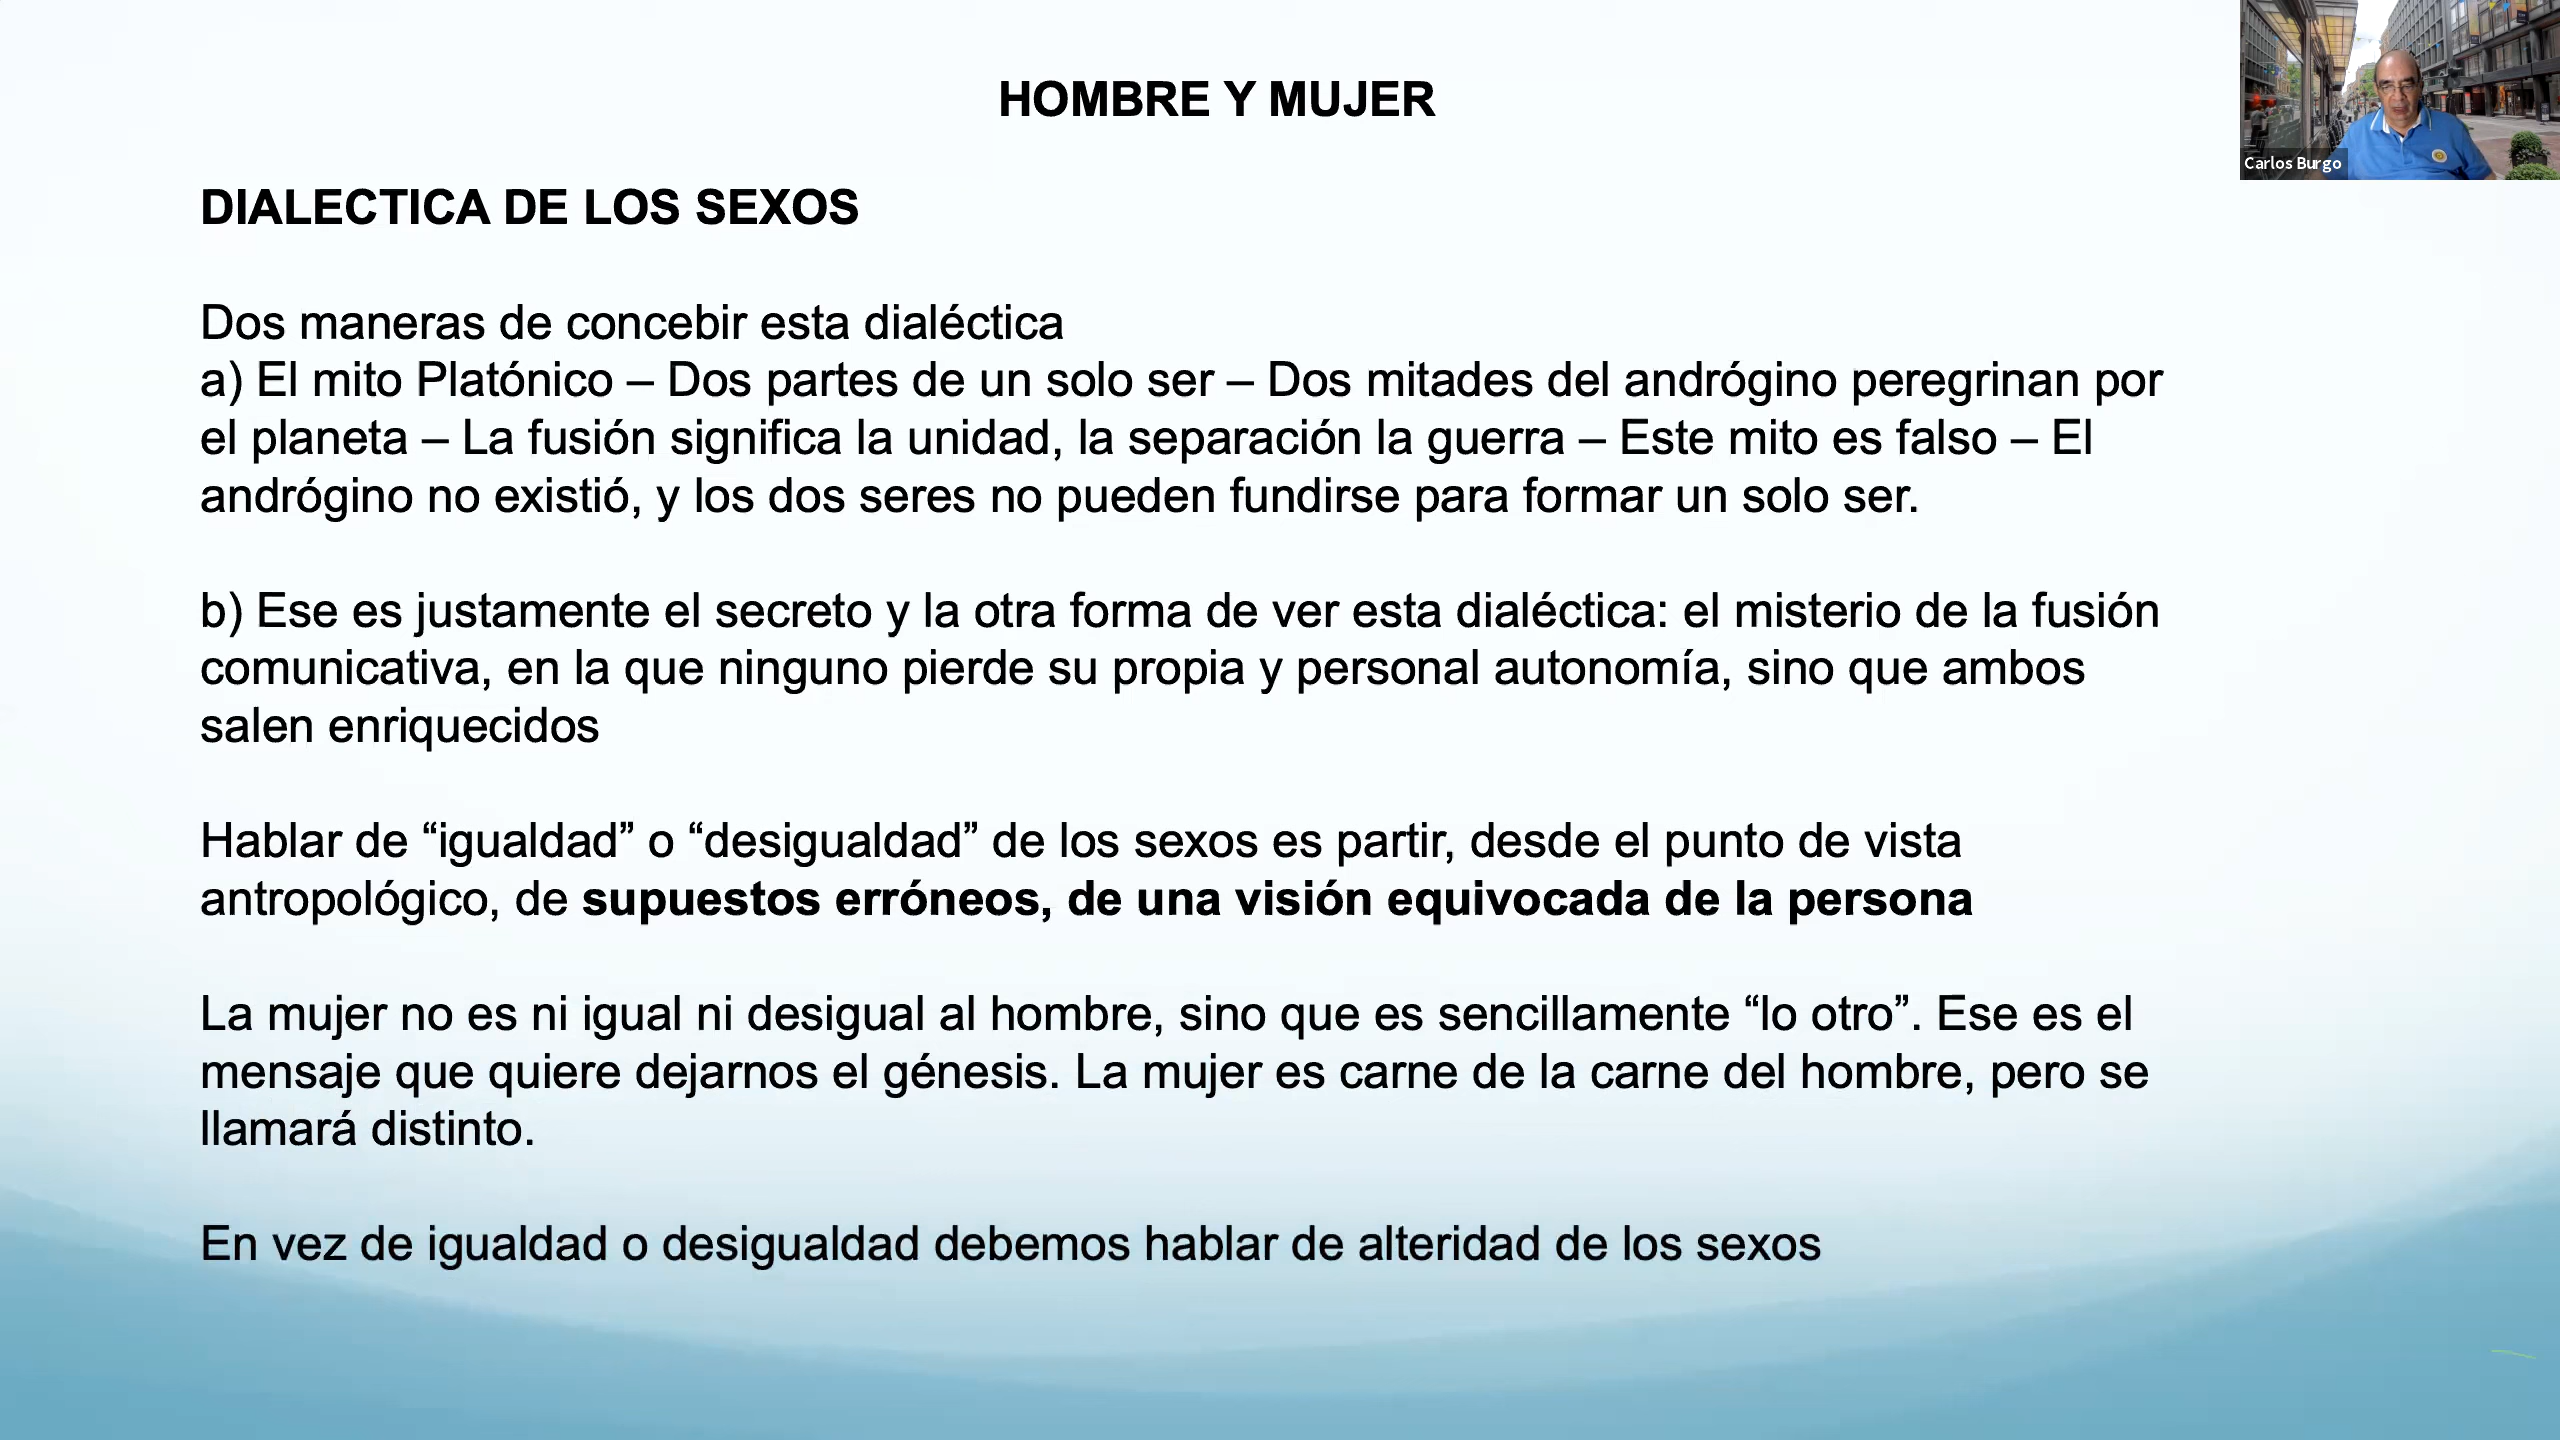 HOMBRE Y MUJER
Carlos Burgo
DIALECTICA DE LOS SEXOS
Dos maneras de concebir esta dialéctica
a) El mito Platónico – Dos partes de un solo ser – Dos mitades del andrógino peregrinan por
el planeta – La fusión significa la unidad, la separación la guerra – Este mito es falso – El
andrógino no existió, y los dos seres no pueden fundirse para formar un solo ser.
b) Ese es justamente el secreto y la otra forma de ver esta dialéctica: el misterio de la fusión
comunicativa, en la que ninguno pierde su propia y personal autonomía, sino que ambos
salen enriquecidos
Hablar de “igualdad” o “desigualdad” de los sexos es partir, desde el punto de vista
antropológico, de supuestos erróneos, de una visión equivocada de la persona
La mujer no es ni igual ni desigual al hombre, sino que es sencillamente “lo otro”. Ese es el
mensaje que quiere dejarnos el génesis. La mujer es carne de la carne del hombre, pero se
llamará distinto.
En vez de igualdad o desigualdad debemos hablar de alteridad de los sexos